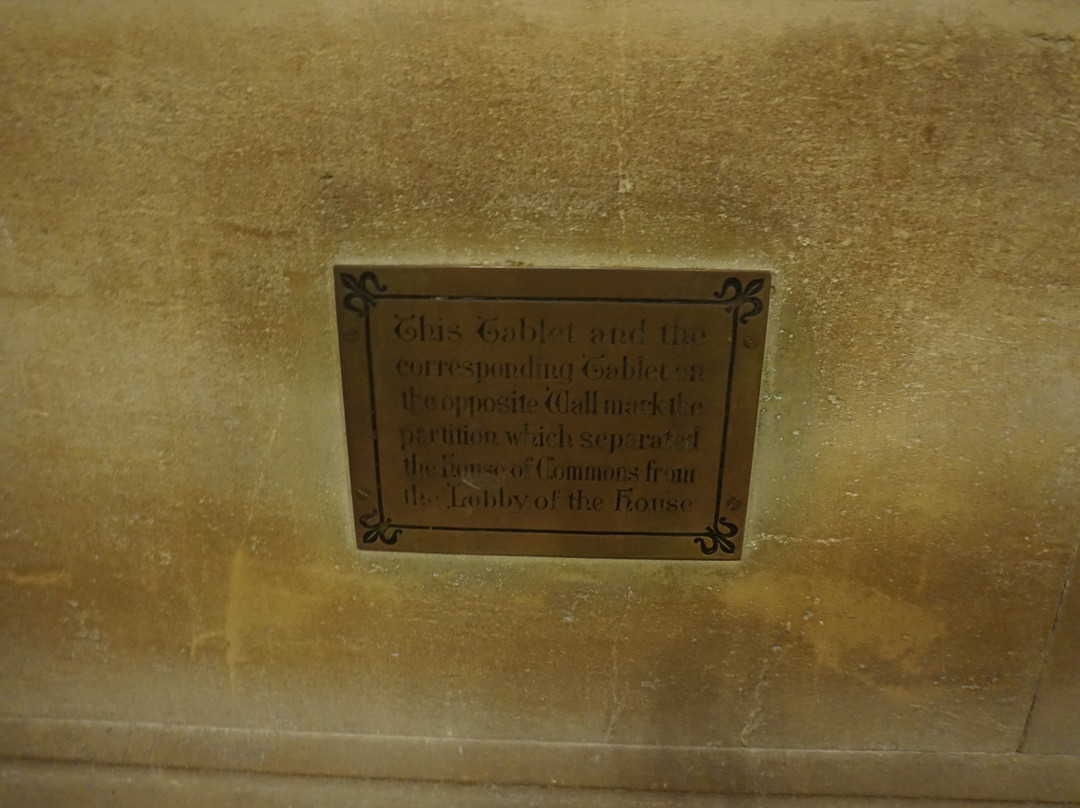 This Tablet and the
corresponding Tablet on
the opposite Wall mark the
partition which separated
the House of Commons from
the Lobby of the House